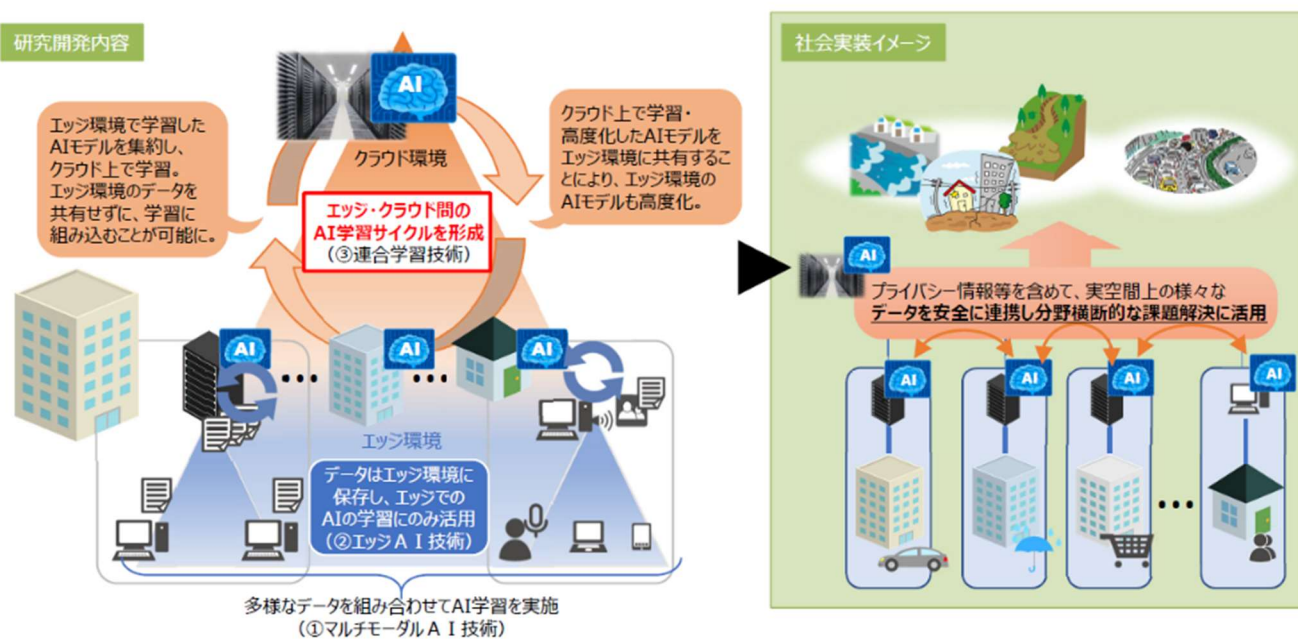 研究開発内容
AI
クラウド環境
エッジ環境で学習した
AIモデルを集約し、
クラウド上で学習。
エッジ環境のデータを
共有せずに、学習に
組み込むことが可能に。
クラウド上で学習・
高度化したAIモデルを
エッジ環境に共有するこ
とにより、エッジ環境の
AIモデルも高度化。
エッジ・クラウド間の
AI学習サイクルを形成
（③連合学習技術）
AI
•••
AI
•••
AI
エッジ環境
データはエッジ環境に
保存し、エッジでの
AIの学習にのみ活用
（②エッジＡＩ技術）
多様なデータを組み合わせてAI学習を実施
（①マルチモーダルＡＩ技術）
社会実装イメージ
AI
プライバシー情報等を含めて、実空間上の様々な
データを安全に連携し分野横断的な課題解決に活用
AI
AI
AI
AI
•••